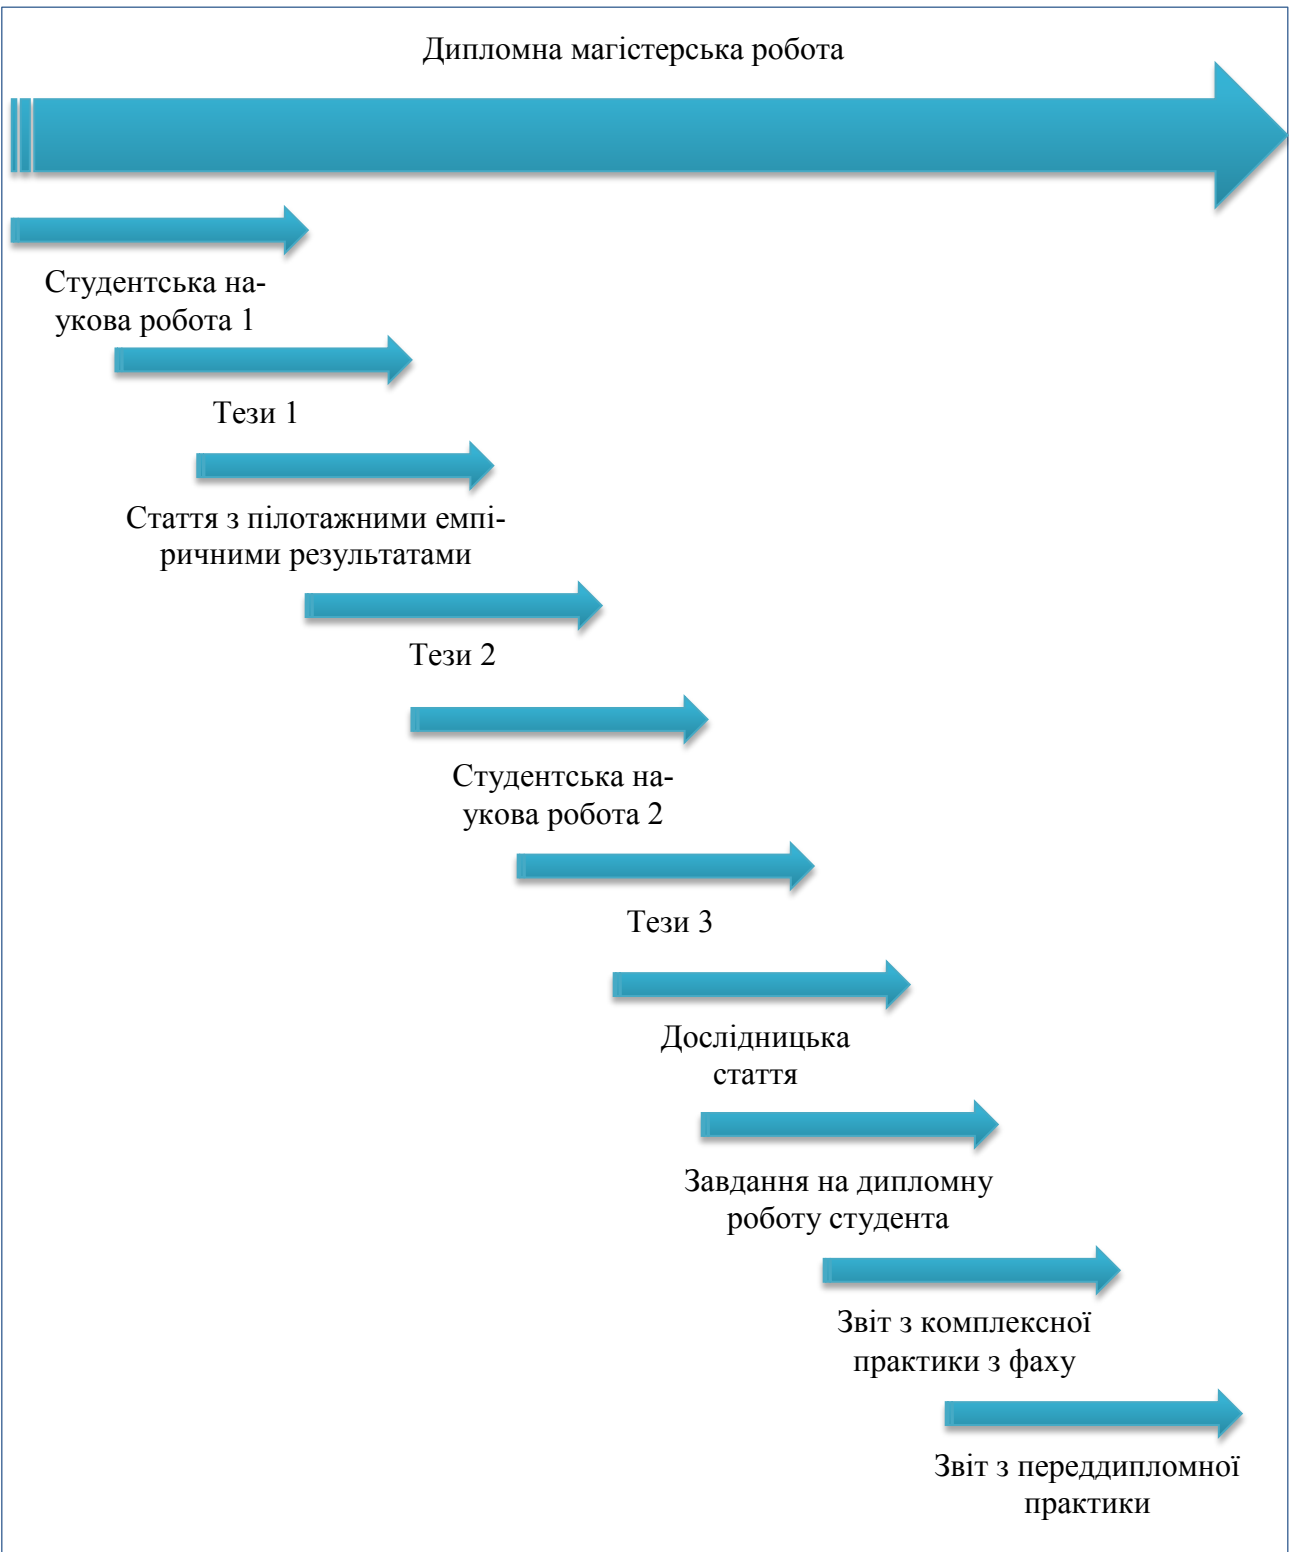 Дипломна магістерська робота
Студентська на-
укова робота 1
Тези 1
Стаття з пілотажними емпі-
ричними результатами
Тези 2
Студентська на-
укова робота 2
Тези 3
Дослідницька
стаття
Завдання на дипломну
роботу студента
Звіт з комплексної
практики з фаху
Звіт з переддипломної
практики